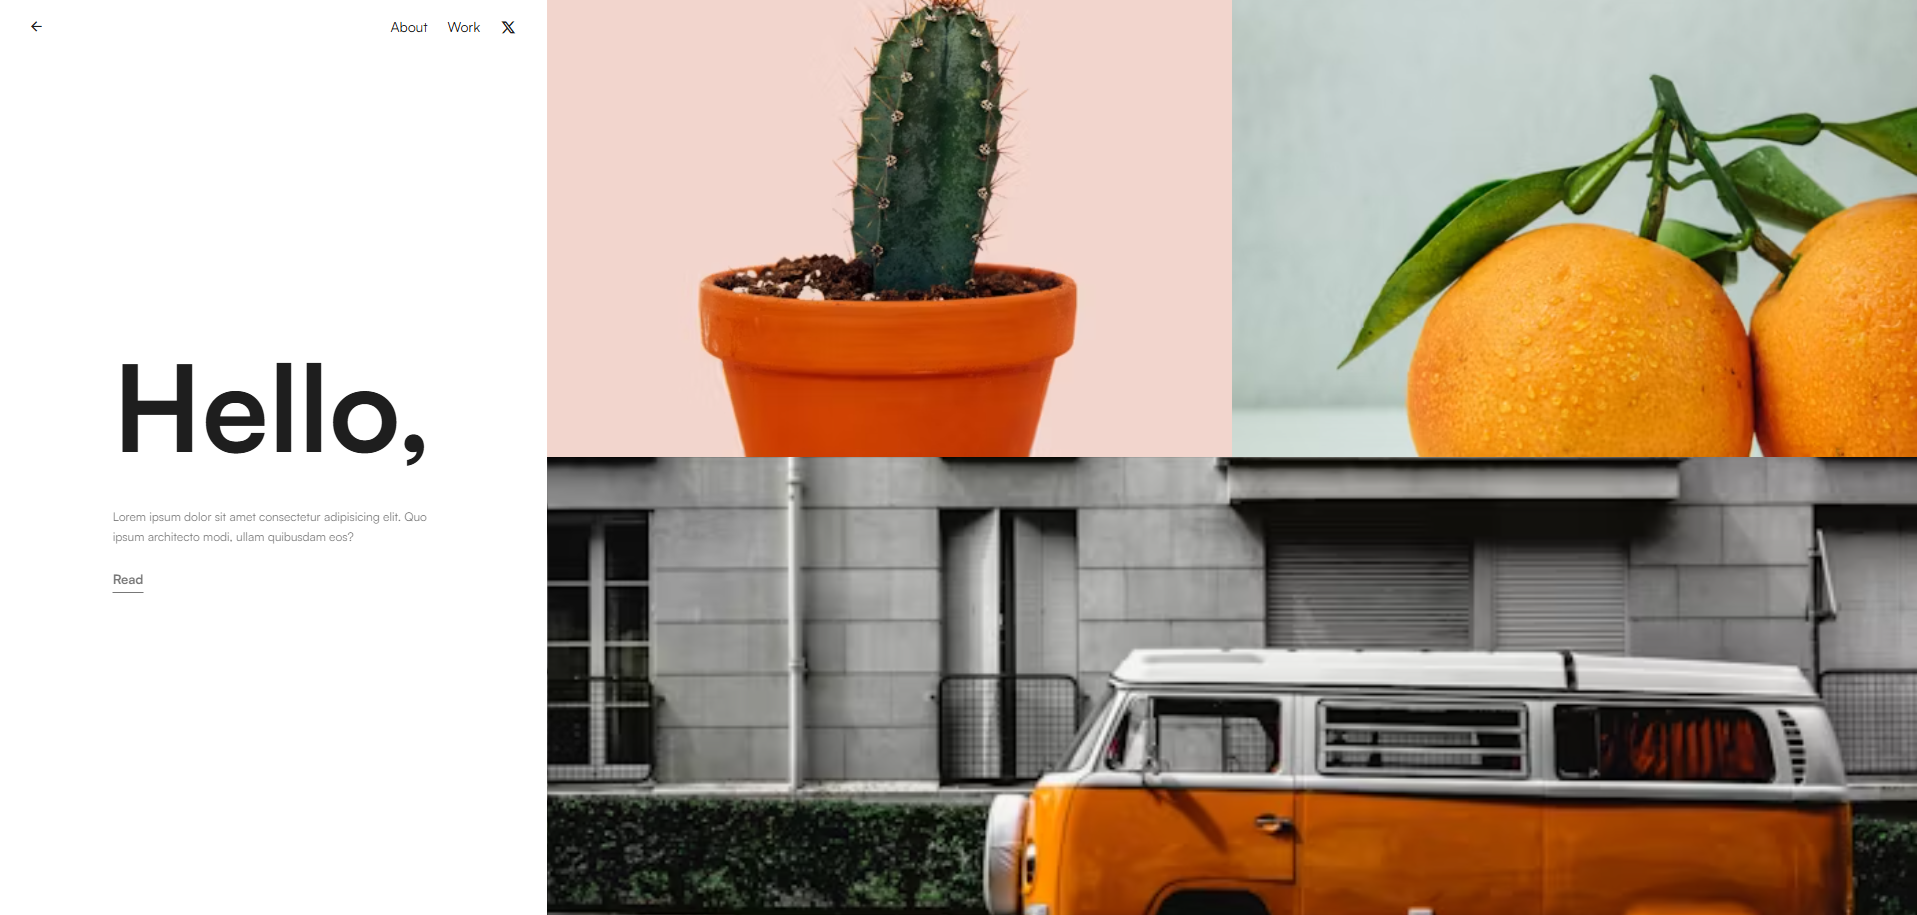 About Work X
Hello,
Lorem ipsum dolor sit amet consectetur adipisicing elit. Quo
ipsum architecto modi, ullam quibusdam eos?
Read